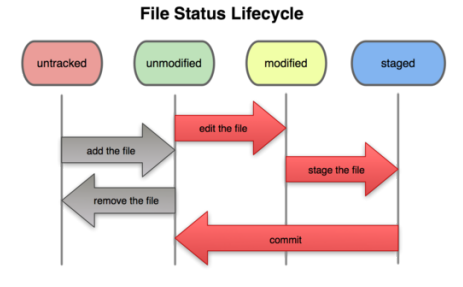 File Status Lifecycle
untracked
unmodified
modified
staged
edit the file
add the file
stage the file
remove the file
commit